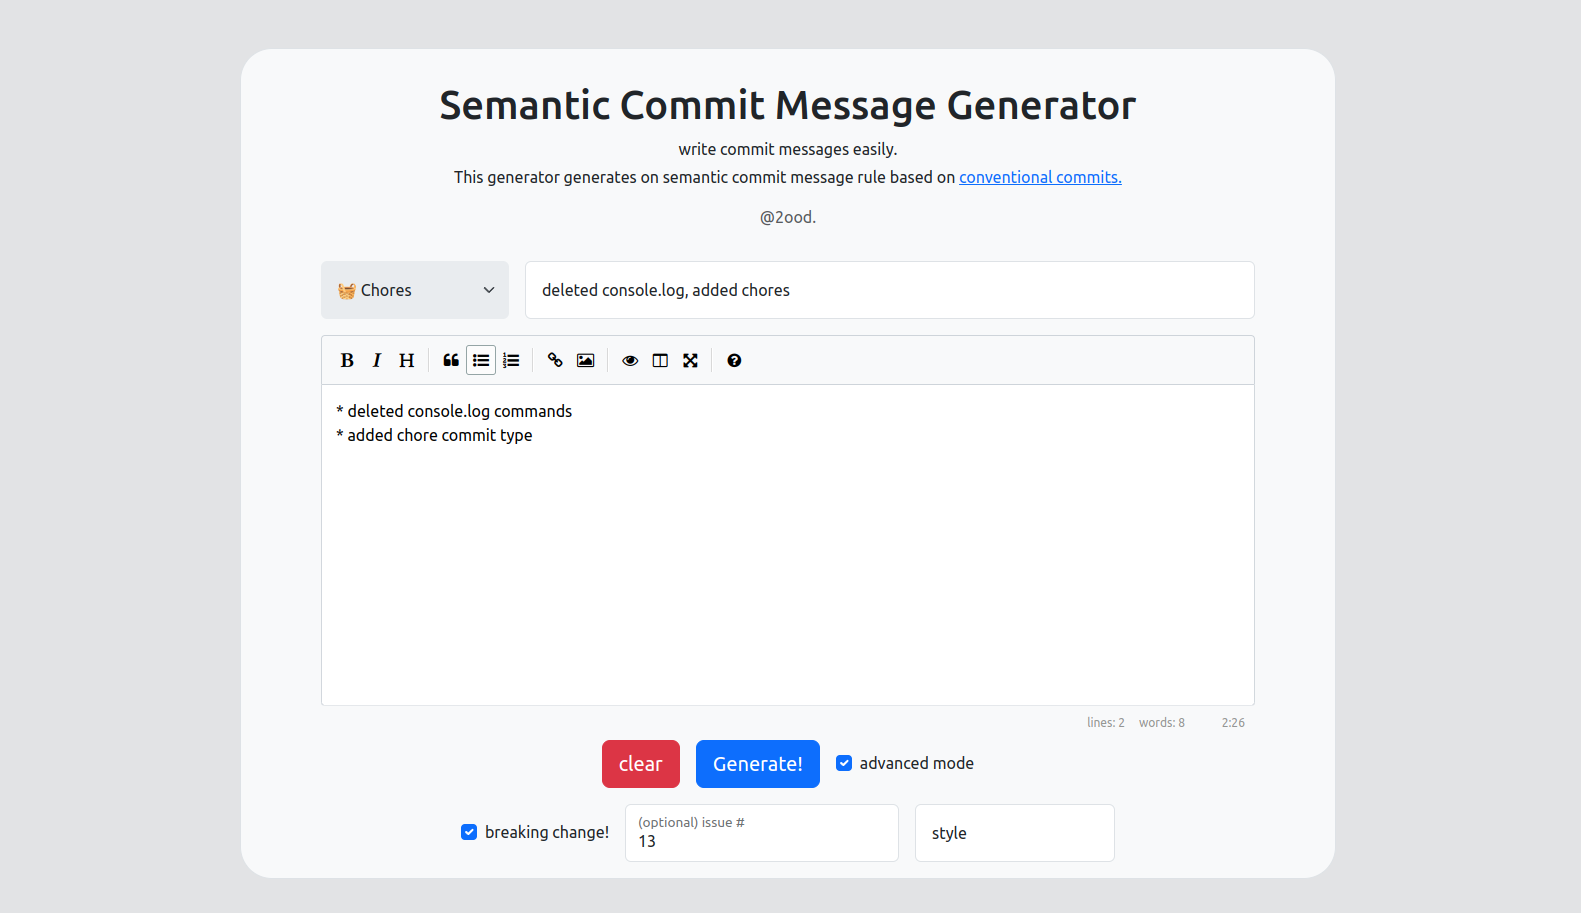 Semantic Commit Message Generator
write commit messages easily.
This generator generates on semantic commit message rule based on conventional commits.
@2ood.
🧺 Chores
deleted console.log, added chores
B I H
* deleted console.log commands
* added chore commit type
lines: 2 words: 8 2:26
clear Generate! advanced mode
breaking change!
(optional) issue #
13
style